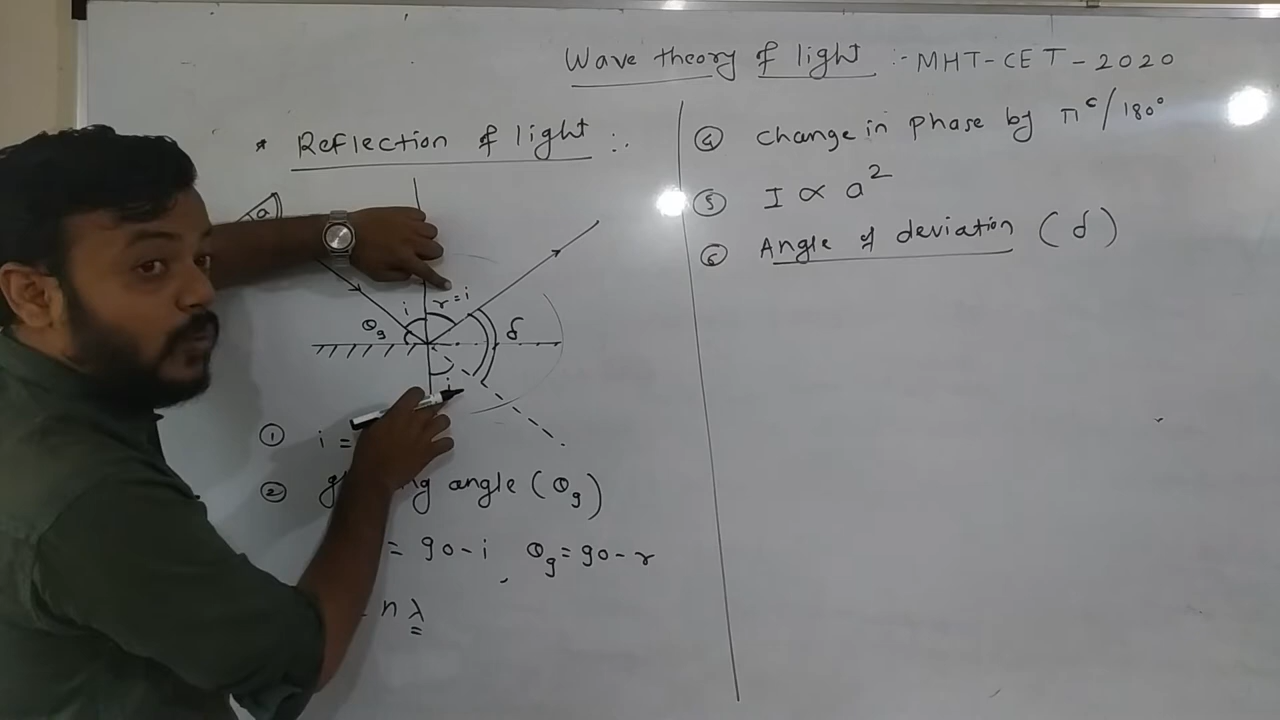 Wave theory of light :- MHT-CET-2020
* Reflection of light :-
a
i
r=i
θg
δ
i
① i =
② angle (θg)
= 90-i , θg = 90-r
n λ
④ change in phase by π^c/180°
⑤ I ∝ a²
⑥ Angle of deviation (δ)